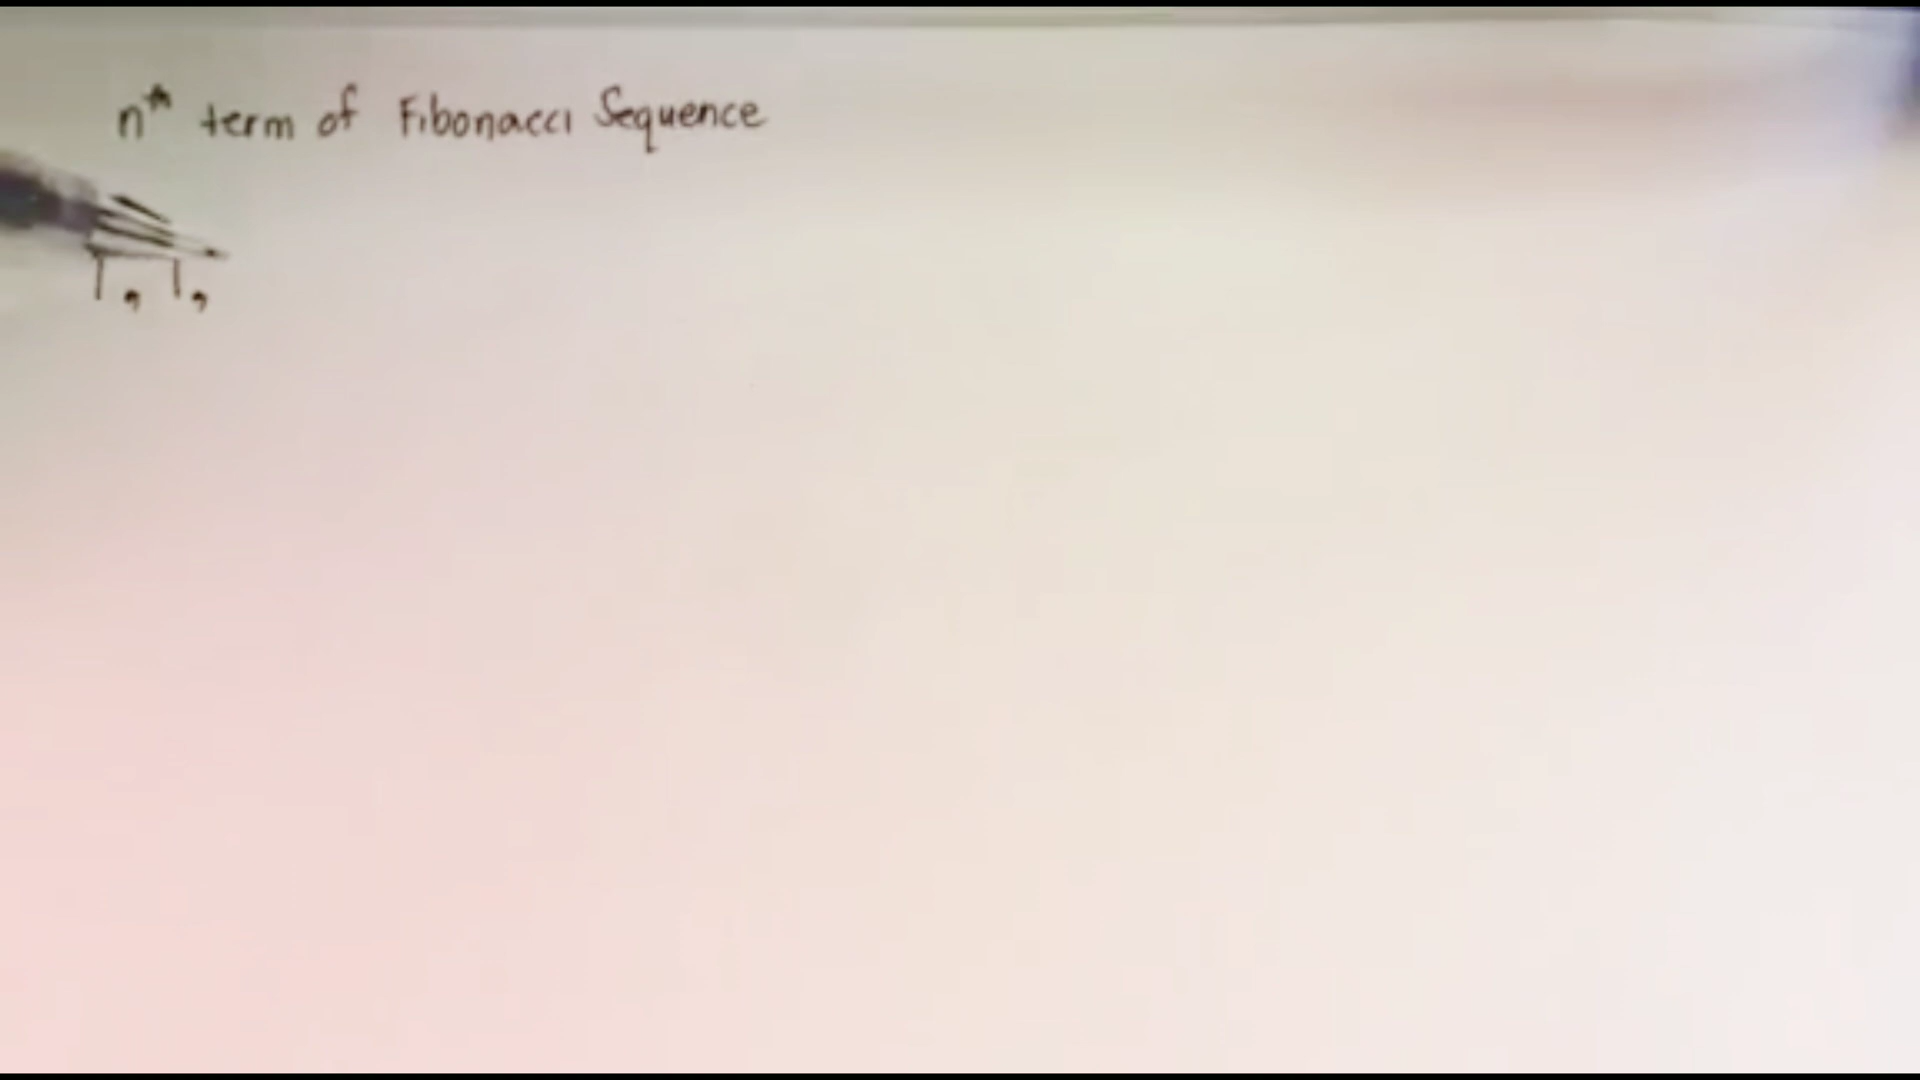 nᵗʰ term of Fibonacci Sequence
1, 1,